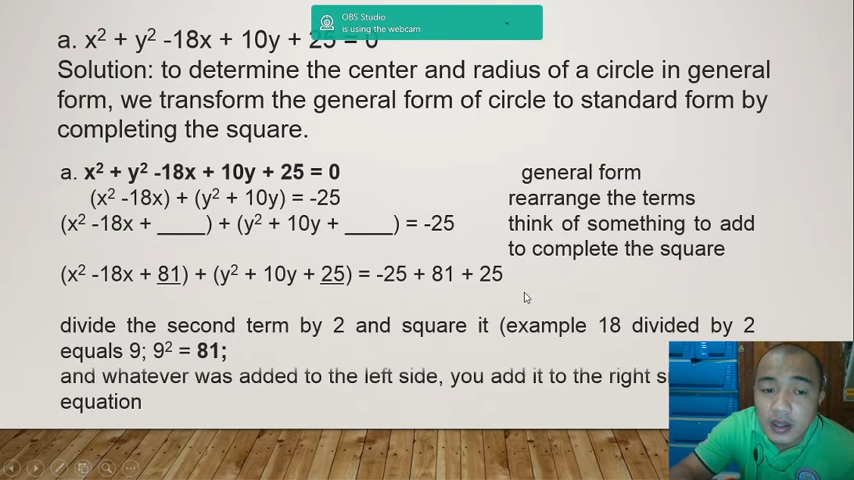 OBS Studio
is using the webcam
a. x² + y² -18x + 10y + 25 = 0
Solution: to determine the center and radius of a circle in general
form, we transform the general form of circle to standard form by
completing the square.
a. x² + y² -18x + 10y + 25 = 0 general form
(x² -18x) + (y² + 10y) = -25 rearrange the terms
(x² -18x + ____) + (y² + 10y + ____) = -25 think of something to add
to complete the square
(x² -18x + 81) + (y² + 10y + 25) = -25 + 81 + 25
divide the second term by 2 and square it (example 18 divided by 2
equals 9; 9² = 81;
and whatever was added to the left side, you add it to the right
equation